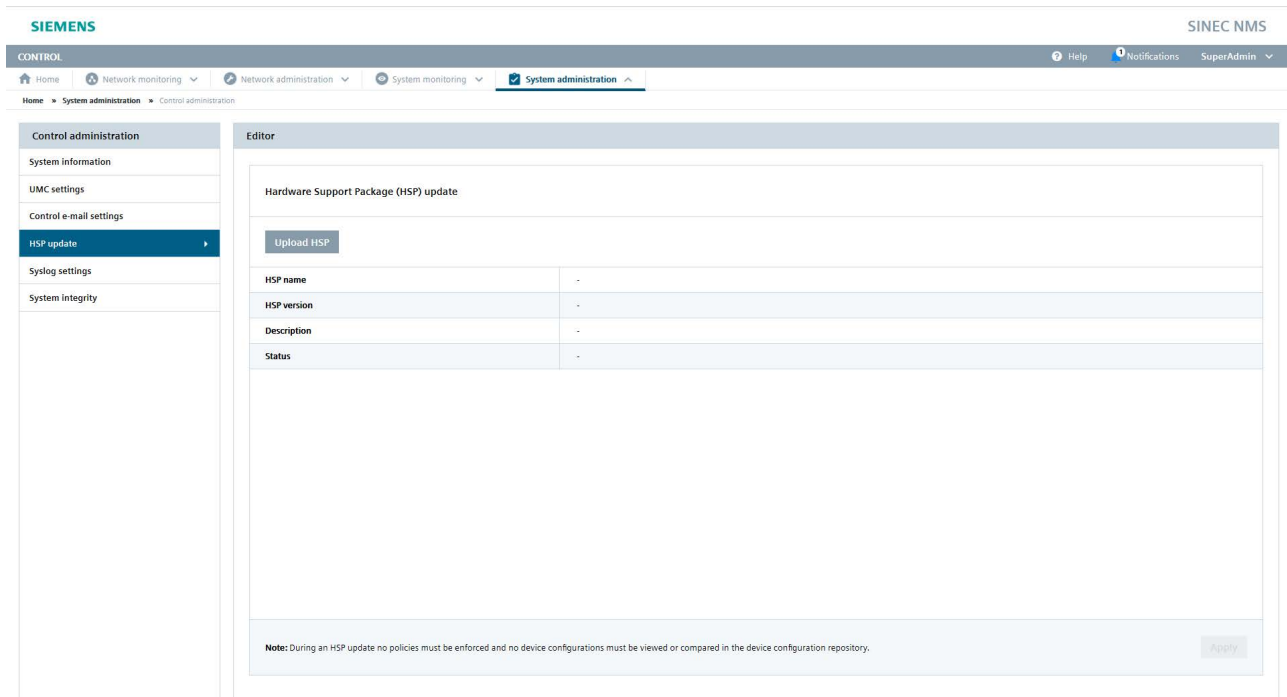 SIEMENS
SINEC NMS
CONTROL
Help
1
Notifications
SuperAdmin
Home
Network monitoring
Network administration
System monitoring
System administration
Home » System administration » Control administration
Control administration
System information
UMC settings
Control e-mail settings
HSP update
Syslog settings
System integrity
Editor
Hardware Support Package (HSP) update
Upload HSP
HSP name -
HSP version -
Description -
Status -
Note: During an HSP update no policies must be enforced and no device configurations must be viewed or compared in the device configuration repository.
Apply